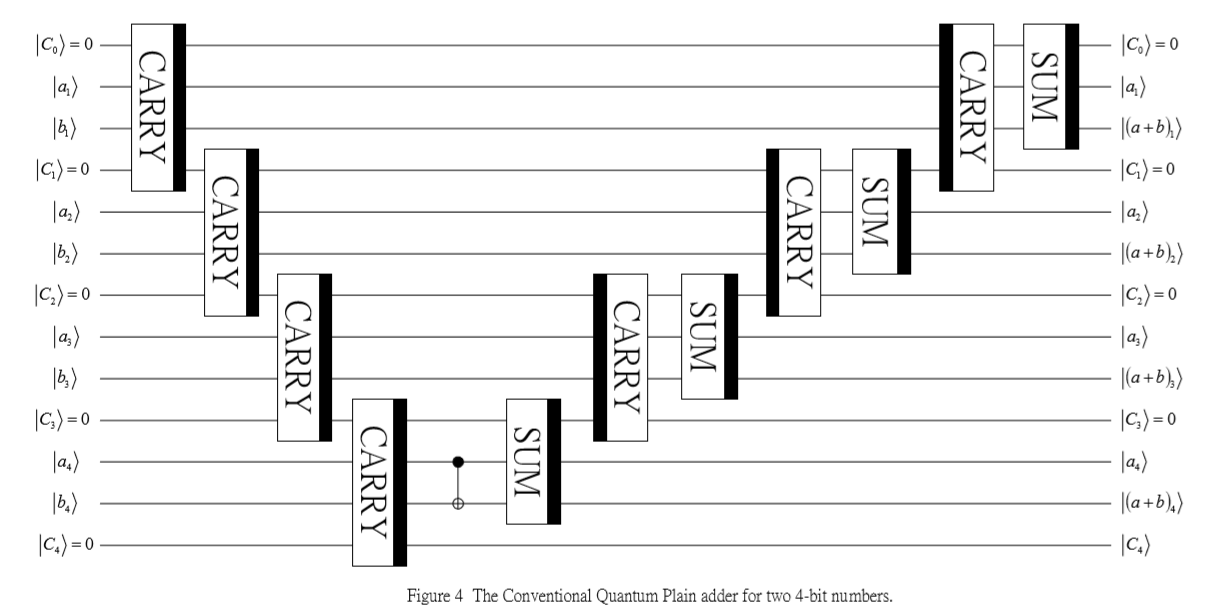 |C₀⟩ = 0 CARRY CARRY SUM |C₀⟩ = 0
|a₁⟩ |a₁⟩
|b₁⟩ |(a+b)₁⟩
|C₁⟩ = 0 CARRY CARRY SUM |C₁⟩ = 0
|a₂⟩ |a₂⟩
|b₂⟩ |(a+b)₂⟩
|C₂⟩ = 0 CARRY CARRY SUM |C₂⟩ = 0
|a₃⟩ |a₃⟩
|b₃⟩ |(a+b)₃⟩
|C₃⟩ = 0 CARRY SUM |C₃⟩ = 0
|a₄⟩ |a₄⟩
|b₄⟩ |(a+b)₄⟩
|C₄⟩ = 0 |C₄⟩
Figure 4 The Conventional Quantum Plain adder for two 4-bit numbers.